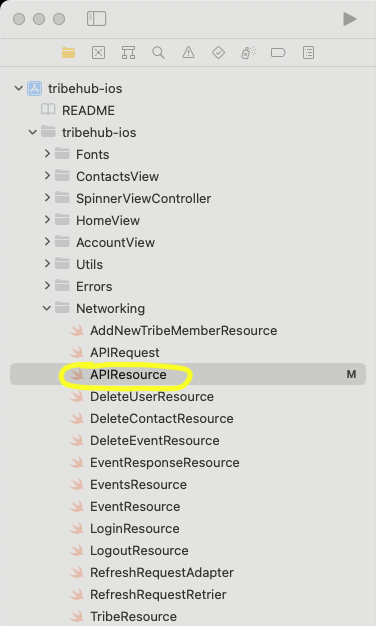 tribehub-ios
README
tribehub-ios
Fonts
ContactsView
SpinnerViewController
HomeView
AccountView
Utils
Errors
Networking
AddNewTribeMemberResource
APIRequest
APIResource M
DeleteUserResource
DeleteContactResource
DeleteEventResource
EventResponseResource
EventsResource
EventResource
LoginResource
LogoutResource
RefreshRequestAdapter
RefreshRequestRetrier
TribeResource